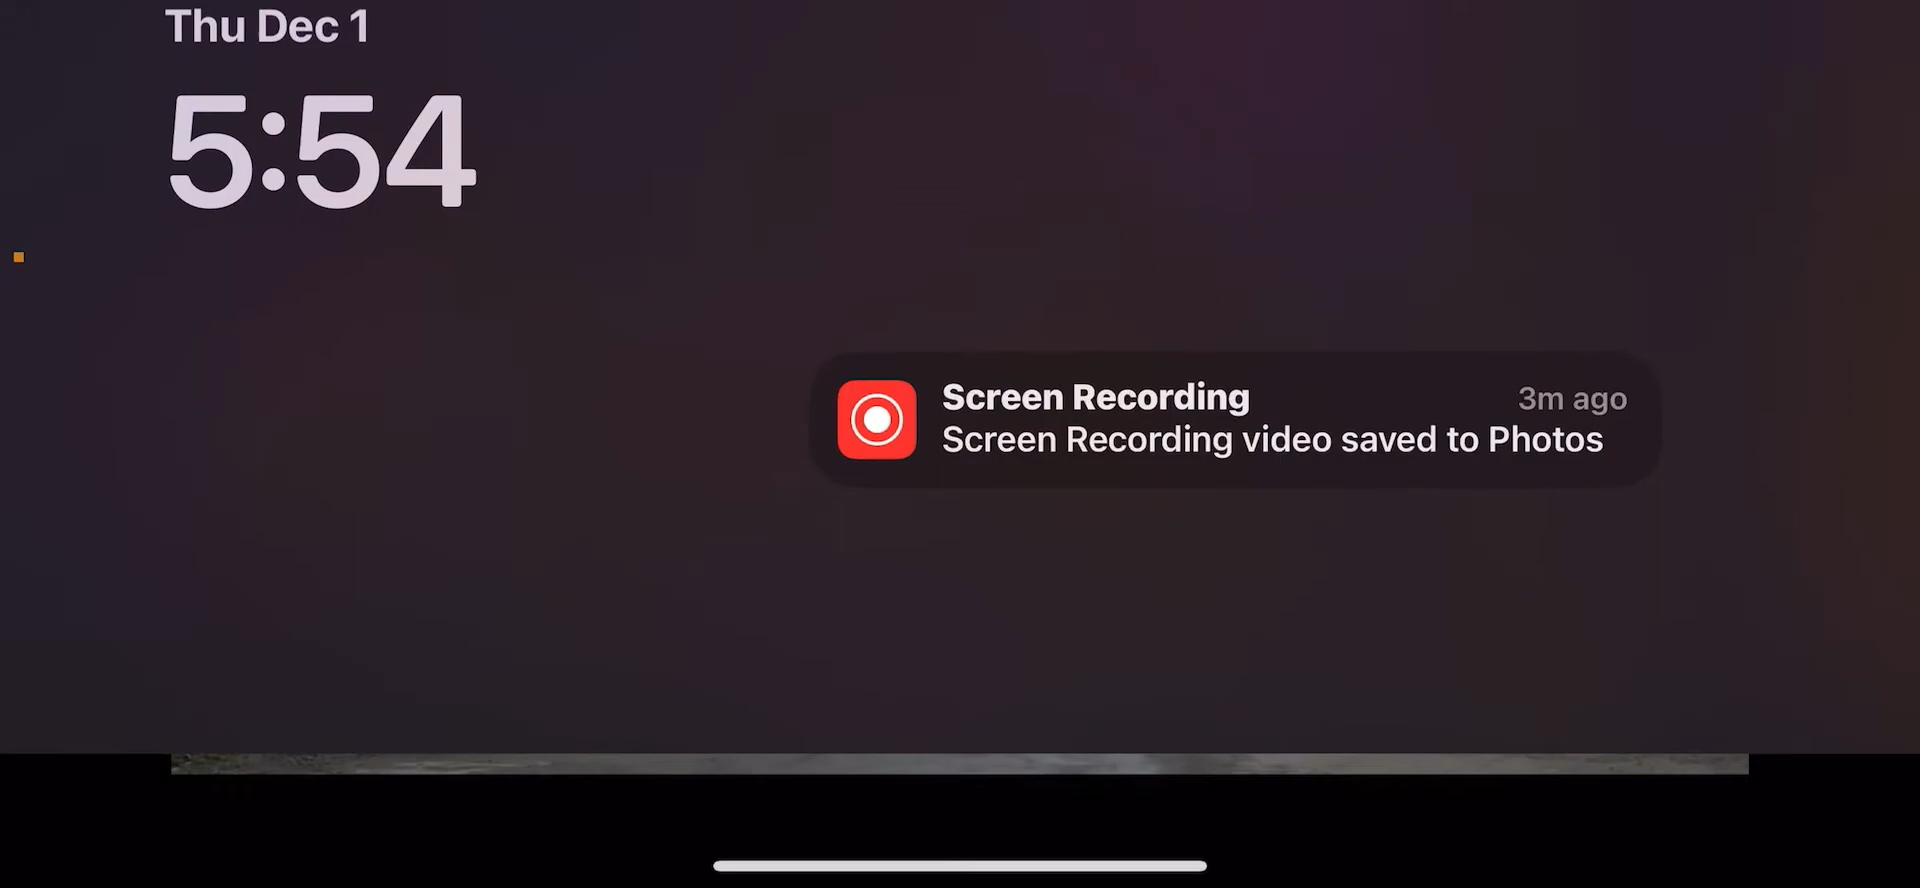 Thu Dec 1
5:54
Screen Recording
3m ago
Screen Recording video saved to Photos